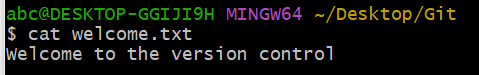 abc@DESKTOP-GGIJI9H MINGW64 ~/Desktop/Git
$ cat welcome.txt
Welcome to the version control